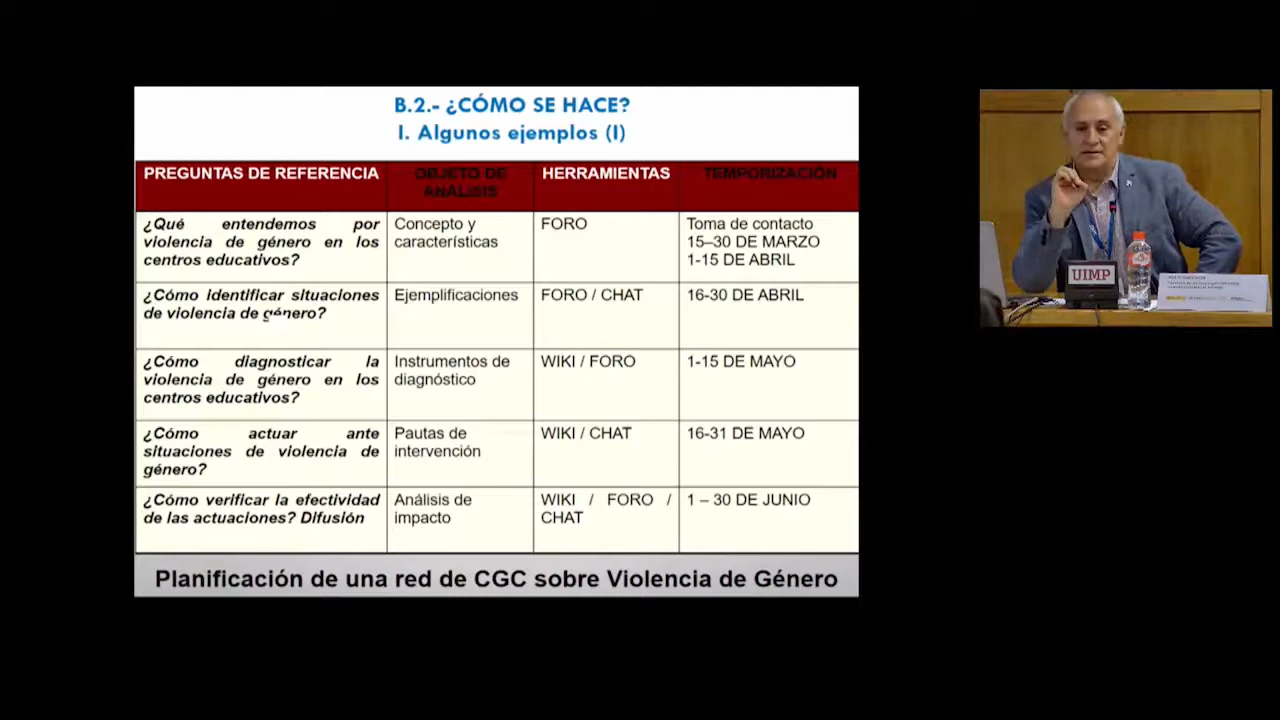 B.2.- ¿CÓMO SE HACE?
I. Algunos ejemplos (I)
PREGUNTAS DE REFERENCIA
OBJETO DE
ANÁLISIS
HERRAMIENTAS
TEMPORIZACIÓN
¿Qué entendemos por
violencia de género en los
centros educativos?
Concepto y
características
FORO
Toma de contacto
15–30 DE MARZO
1-15 DE ABRIL
¿Cómo identificar situaciones
de violencia de género?
Ejemplificaciones
FORO / CHAT
16-30 DE ABRIL
¿Cómo diagnosticar la
violencia de género en los
centros educativos?
Instrumentos de
diagnóstico
WIKI / FORO
1-15 DE MAYO
¿Cómo actuar ante
situaciones de violencia de
género?
Pautas de
intervención
WIKI / CHAT
16-31 DE MAYO
¿Cómo verificar la efectividad
de las actuaciones? Difusión
Análisis de
impacto
WIKI / FORO /
CHAT
1 – 30 DE JUNIO
Planificación de una red de CGC sobre Violencia de Género
UIMP